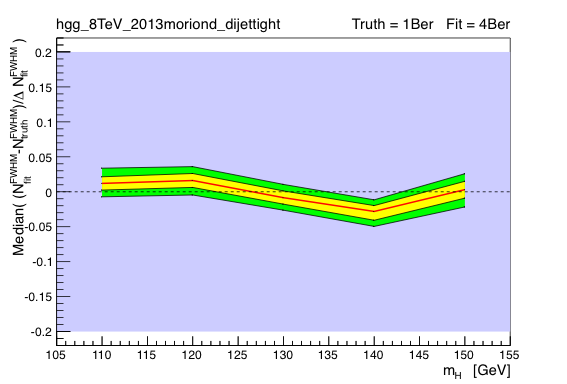 hgg_8TeV_2013moriond_dijettight Truth = 1Ber Fit = 4Ber
Median( (N_fit^FWHM-N_truth^FWHM)/Δ N_fit^FWHM )
0.2
0.15
0.1
0.05
0
-0.05
-0.1
-0.15
-0.2
105 110 115 120 125 130 135 140 145 150 155
m_H [GeV]